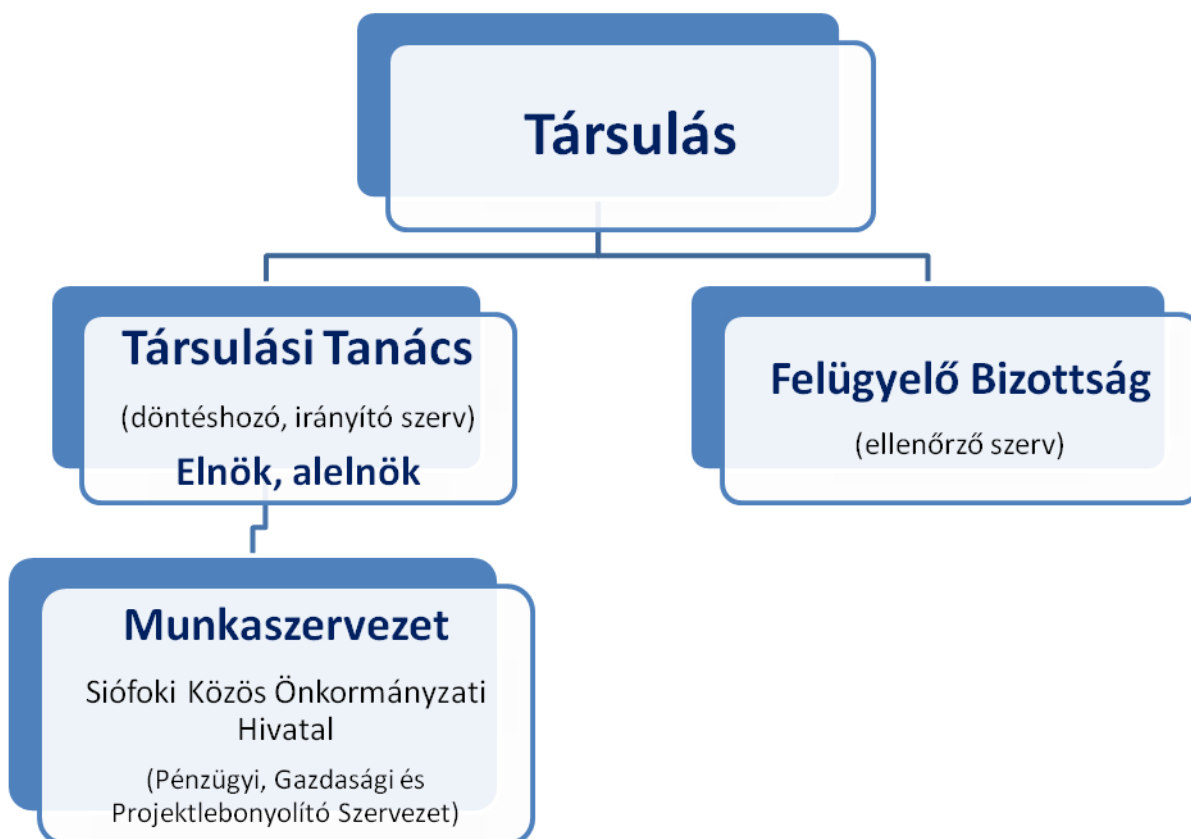 Társulás
Társulási Tanács
(döntéshozó, irányító szerv)
Elnök, alelnök
Felügyelő Bizottság
(ellenőrző szerv)
Munkaszervezet
Siófoki Közös Önkormányzati
Hivatal
(Pénzügyi, Gazdasági és
Projektlebonyolító Szervezet)